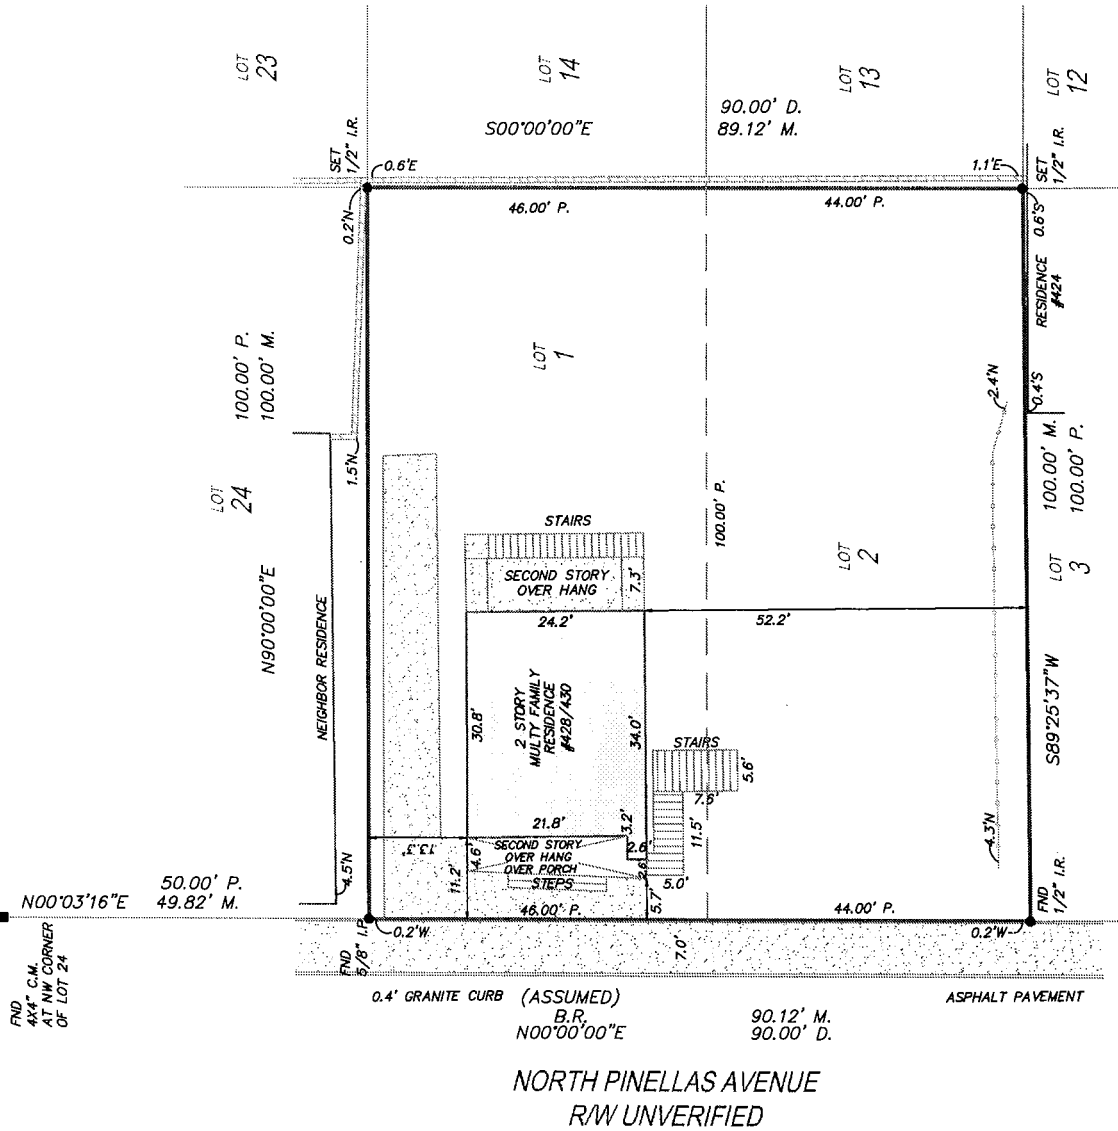 LOT
23
LOT
14
LOT
13
LOT
12
90.00' D.
S00°00'00"E
89.12' M.
SET
1/2" I.R.
0.6'E
1.1'E
SET
1/2" I.R.
0.2'N
46.00' P.
44.00' P.
0.6'S
RESIDENCE
#424
100.00' P.
100.00' M.
LOT
1
2.4'N
0.4'S
1.5'N
LOT
24
100.00' P.
100.00' M.
100.00' P.
STAIRS
SECOND STORY
OVER HANG
7.3'
LOT
2
LOT
3
24.2'
52.2'
N90°00'00"E
NEIGHBOR RESIDENCE
30.8'
2 STORY
MULTY FAMILY
RESIDENCE
#428/430
34.0'
STAIRS
5.6'
7.6'
11.5'
S89°25'37"W
21.8'
3.2'
13.3'
4.6'
SECOND STORY
OVER HANG
OVER PORCH
2.6'
2.6'
STEPS
5.0'
11.2'
5.7'
4.5'N
4.3'N
50.00' P.
N00°03'16"E
49.82' M.
46.00' P.
44.00' P.
FND
1/2" I.R.
0.2'W
0.2'W
FND
5/8" I.P.
7.0'
FND
4X4" C.M.
AT NW CORNER
OF LOT 24
0.4' GRANITE CURB
(ASSUMED)
ASPHALT PAVEMENT
B.R.
90.12' M.
N00°00'00"E
90.00' D.
NORTH PINELLAS AVENUE
R/W UNVERIFIED